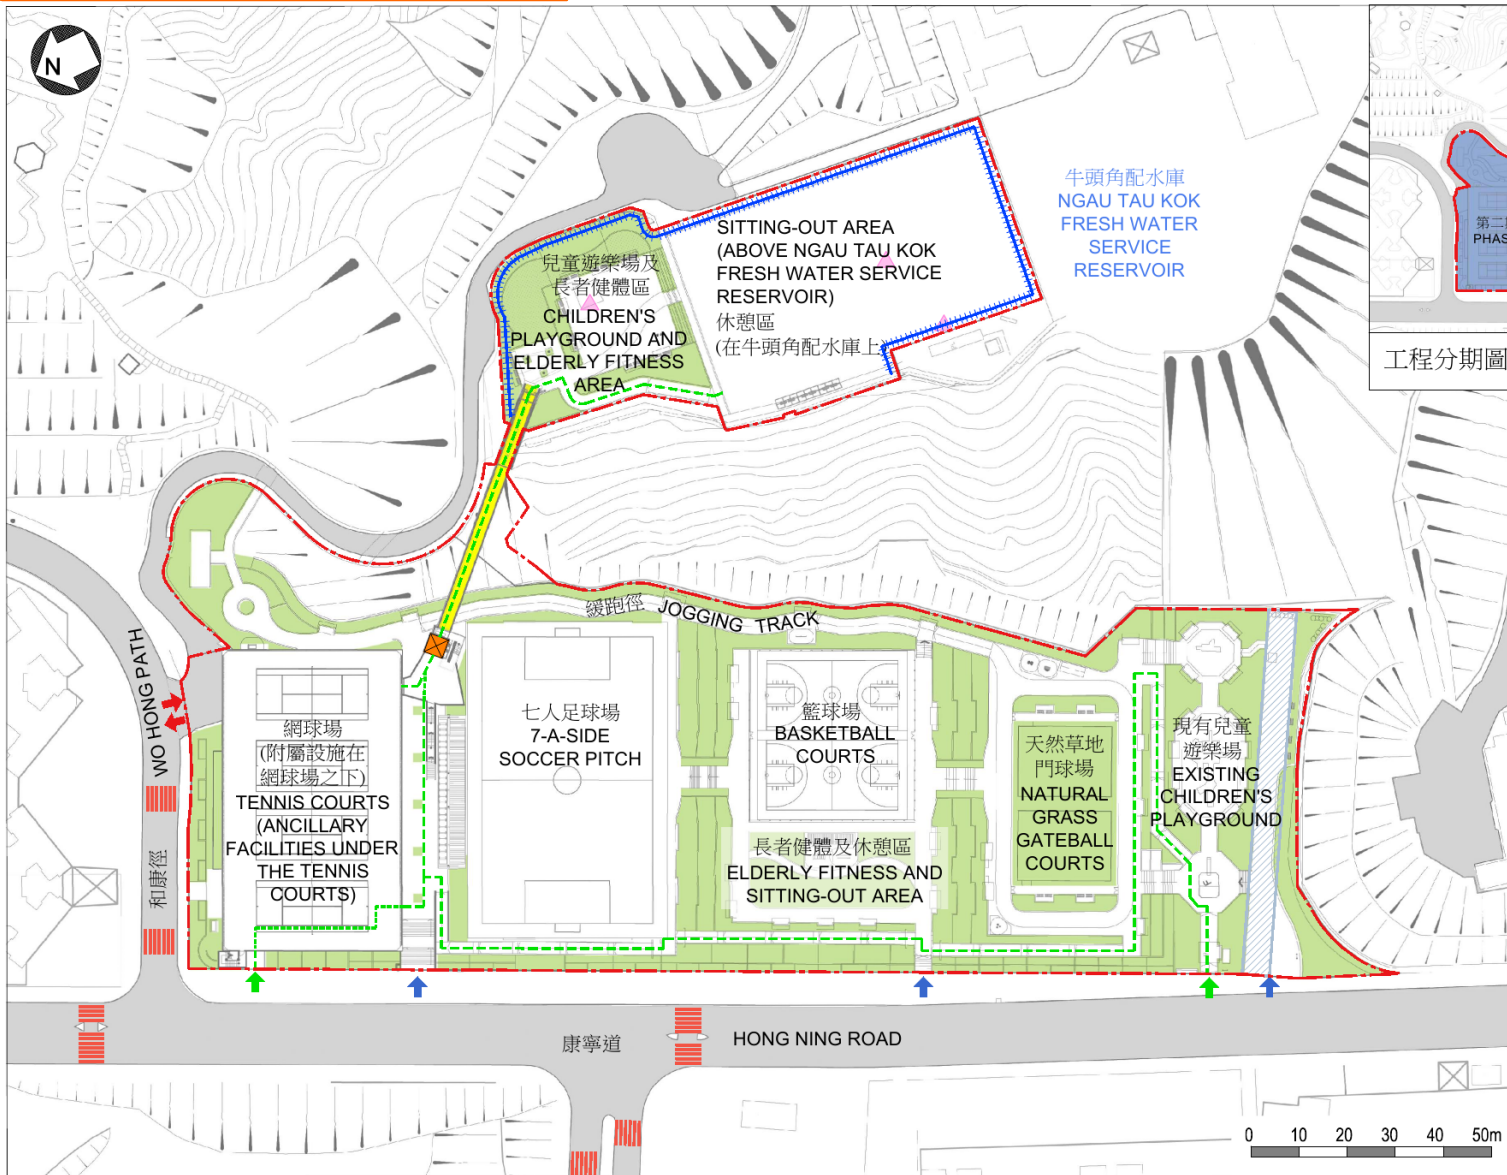 N
牛頭角配水庫
NGAU TAU KOK
FRESH WATER
SERVICE
RESERVOIR
SITTING-OUT AREA
(ABOVE NGAU TAU KOK
FRESH WATER SERVICE
RESERVOIR)
休憩區
(在牛頭角配水庫上
兒童遊樂場及
長者健體區
CHILDREN'S
PLAYGROUND AND
ELDERLY FITNESS
AREA
第二
PHAS
工程分期圖
緩跑徑 JOGGING TRACK
WO HONG PATH
和康徑
網球場
(附屬設施在
網球場之下)
TENNIS COURTS
(ANCILLARY
FACILITIES UNDER
THE TENNIS
COURTS)
七人足球場
7-A-SIDE
SOCCER PITCH
籃球場
BASKETBALL
COURTS
長者健體及休憩區
ELDERLY FITNESS AND
SITTING-OUT AREA
天然草地
門球場
NATURAL
GRASS
GATEBALL
COURTS
現有兒童
遊樂場
EXISTING
CHILDREN'S
PLAYGROUND
康寧道
HONG NING ROAD
0 10 20 30 40 50m